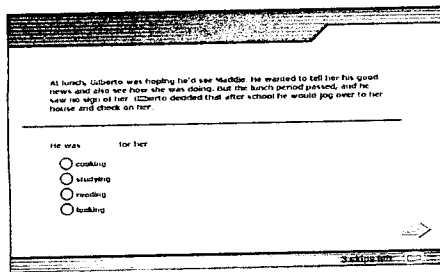 At lunch, Gilberto was hoping he'd see Maddie. He wanted to tell her his good
news and also see how she was doing. But the lunch period passed, and he
saw no sign of her. decided that after school he would jog over to her
house and check on her.
He was for her
cooking
studying
reading
looking
3 skips left